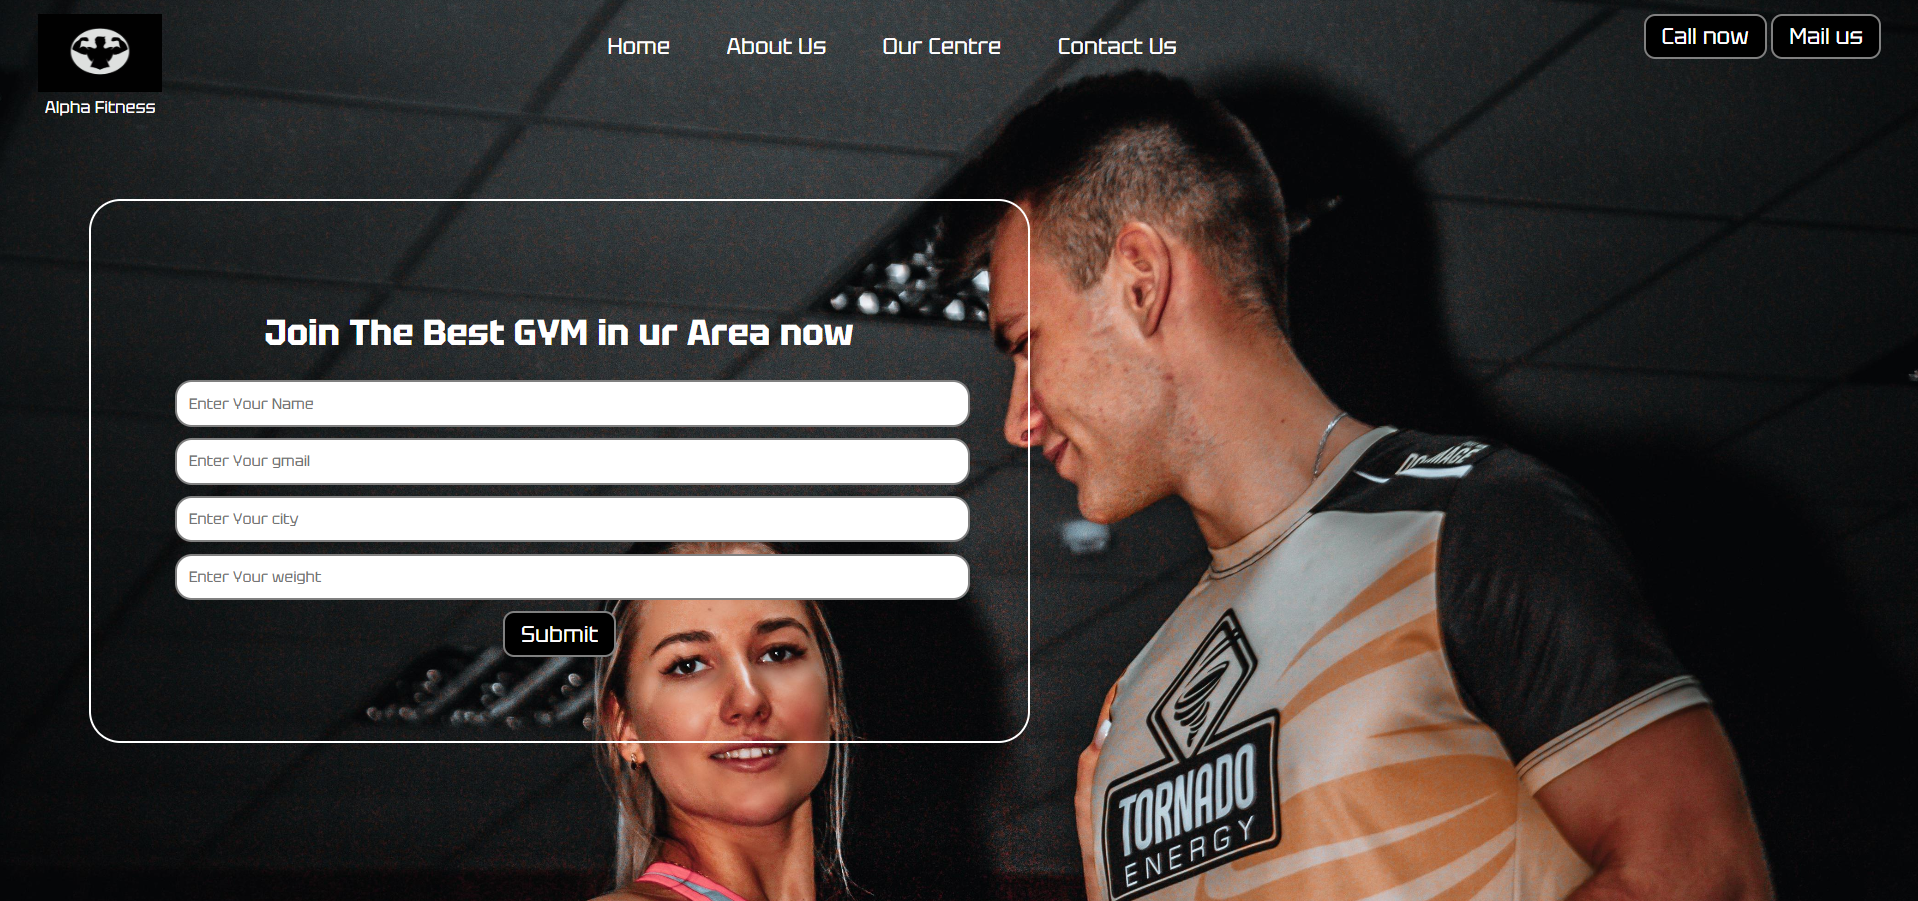 Home About Us Our Centre Contact Us
Call now Mail us
Alpha Fitness
Join The Best GYM in ur Area now
Enter Your Name
Enter Your gmail
Enter Your city
Enter Your weight
Submit
TORNADO
ENERGY